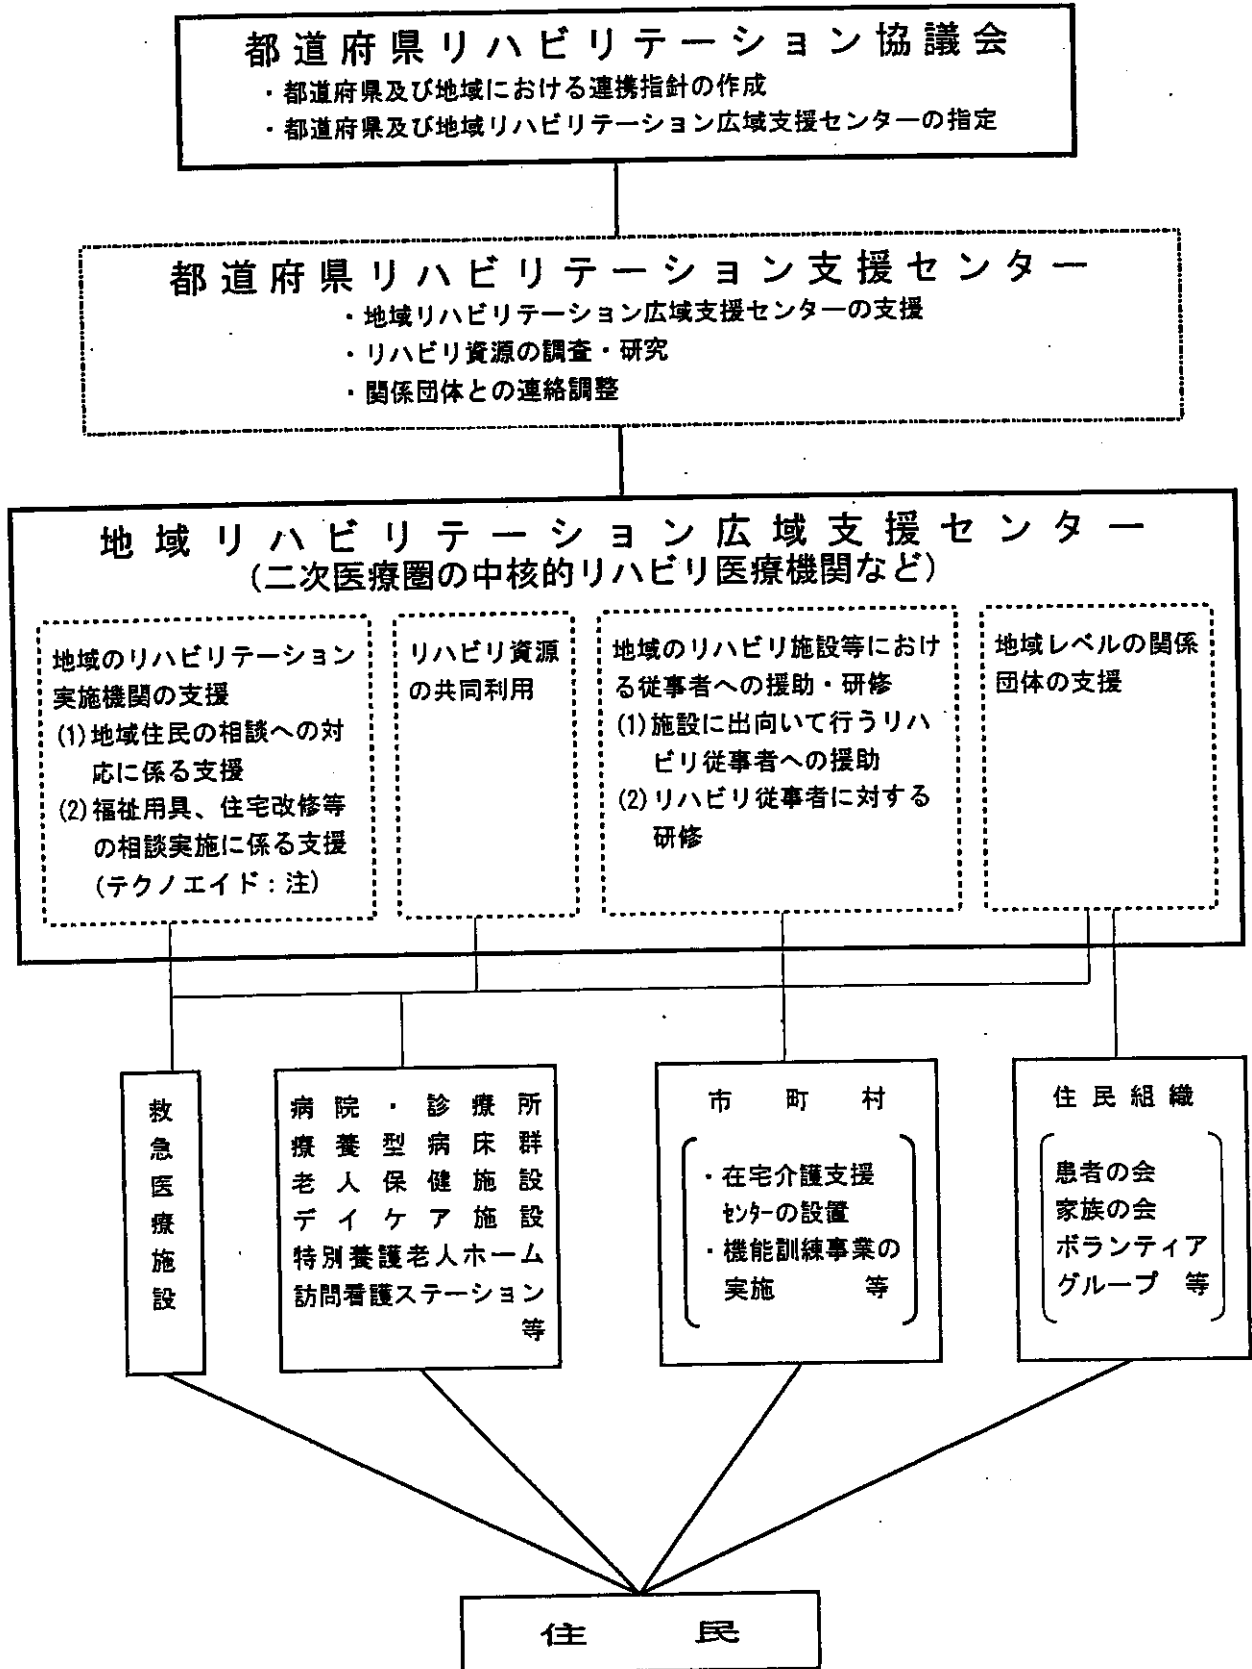 都道府県リハビリテーション協議会
・都道府県及び地域における連携指針の作成
・都道府県及び地域リハビリテーション広域支援センターの指定
都道府県リハビリテーション支援センター
・地域リハビリテーション広域支援センターの支援
・リハビリ資源の調査・研究
・関係団体との連絡調整
地域リハビリテーション広域支援センター
(二次医療圏の中核的リハビリ医療機関など)
地域のリハビリテーション
実施機関の支援
(1)地域住民の相談への対
応に係る支援
(2)福祉用具、住宅改修等
の相談実施に係る支援
(テクノエイド:注)
リハビリ資源
の共同利用
地域のリハビリ施設等におけ
る従事者への援助・研修
(1)施設に出向いて行うリハ
ビリ従事者への援助
(2)リハビリ従事者に対する
研修
地域レベルの関係
団体の支援
救急医療施設
病院・診療所
療養型病床群
老人保健施設
デイケア施設
特別養護老人ホーム
訪問看護ステーション
等
市町村
・在宅介護支援
センターの設置
・機能訓練事業の
実施 等
住民組織
患者の会
家族の会
ボランティア
グループ 等
住民